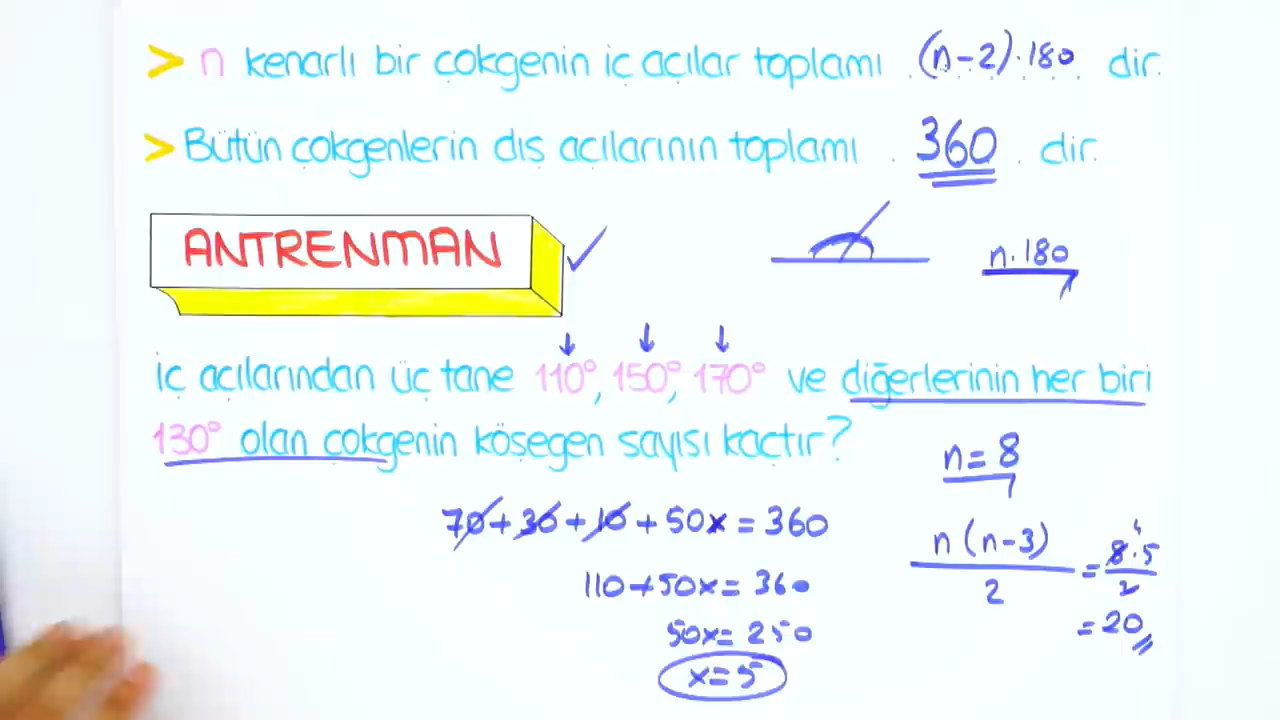 > n kenarlı bir çokgenin iç açılar toplamı (n-2).180 dir.
> Bütün çokgenlerin dış açılarının toplamı 360 dir.
ANTRENMAN
n.180
İç açılarından üç tane 110°, 150°, 170° ve diğerlerinin her biri
130° olan çokgenin köşegen sayısı kaçtır?
n=8
70+30+10+50x=360
n(n-3)/2 = 8.5/2
4
110+50x=360
=20
50x=250
x=5